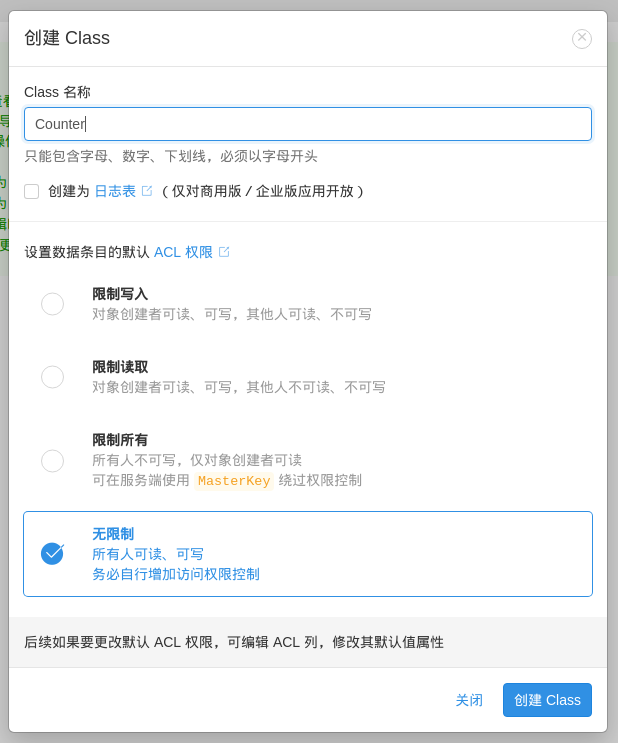 创建 Class
Class 名称
Counter
只能包含字母、数字、下划线，必须以字母开头
创建为 日志表 （ 仅对商用版 / 企业版应用开放 ）
设置数据条目的默认 ACL 权限
限制写入
对象创建者可读、可写，其他人可读、不可写
限制读取
对象创建者可读、可写，其他人不可读、不可写
限制所有
所有人不可写，仅对象创建者可读
可在服务端使用 MasterKey 绕过权限控制
无限制
所有人可读、可写
务必自行增加访问权限控制
后续如果要更改默认 ACL 权限，可编辑 ACL 列，修改其默认值属性
关闭
创建 Class